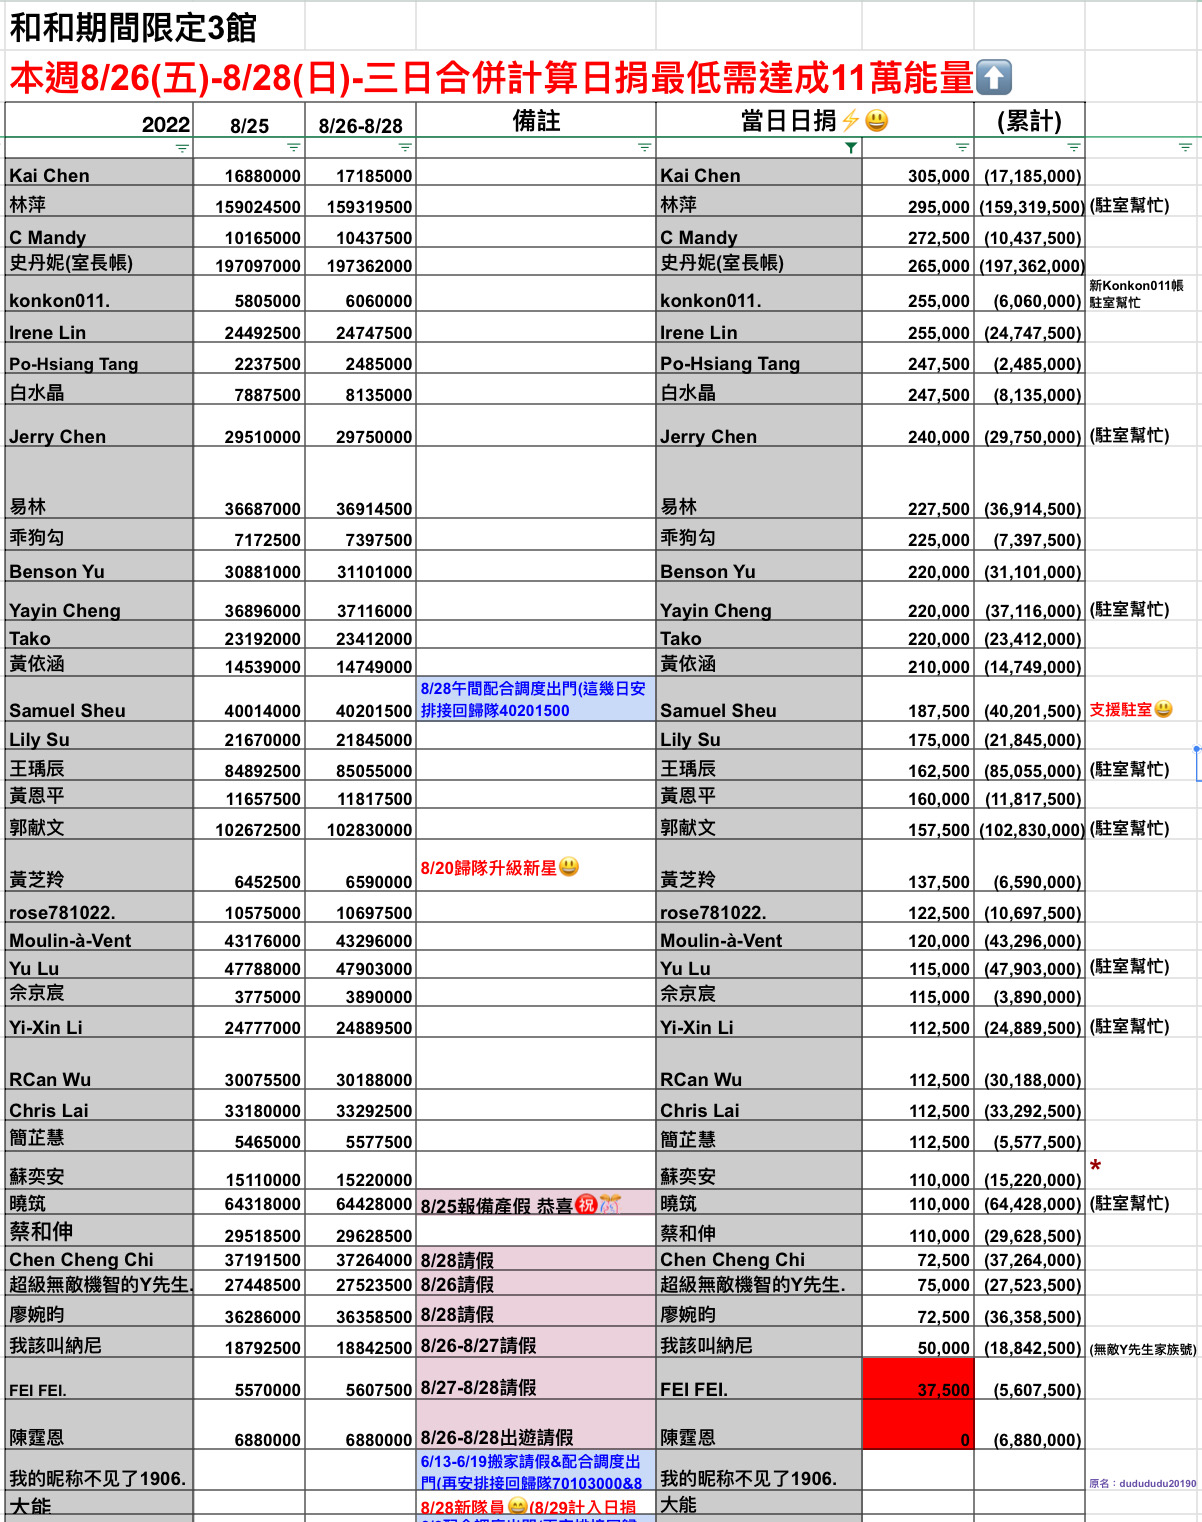 和和期間限定3館
本週8/26(五)-8/28(日)-三日合併計算日捐最低需達成11萬能量⬆️
2022 8/25 8/26-8/28 備註 當日日捐⚡😃 (累計)
Kai Chen 16880000 17185000 Kai Chen 305,000 (17,185,000)
林萍 159024500 159319500 林萍 295,000 (159,319,500) (駐室幫忙)
C Mandy 10165000 10437500 C Mandy 272,500 (10,437,500)
史丹妮(室長帳) 197097000 197362000 史丹妮(室長帳) 265,000 (197,362,000)
konkon011. 5805000 6060000 konkon011. 255,000 (6,060,000) 新Konkon011帳
駐室幫忙
Irene Lin 24492500 24747500 Irene Lin 255,000 (24,747,500)
Po-Hsiang Tang 2237500 2485000 Po-Hsiang Tang 247,500 (2,485,000)
白水晶 7887500 8135000 白水晶 247,500 (8,135,000)
Jerry Chen 29510000 29750000 Jerry Chen 240,000 (29,750,000) (駐室幫忙)
易林 36687000 36914500 易林 227,500 (36,914,500)
乖狗勾 7172500 7397500 乖狗勾 225,000 (7,397,500)
Benson Yu 30881000 31101000 Benson Yu 220,000 (31,101,000)
Yayin Cheng 36896000 37116000 Yayin Cheng 220,000 (37,116,000) (駐室幫忙)
Tako 23192000 23412000 Tako 220,000 (23,412,000)
黃依涵 14539000 14749000 黃依涵 210,000 (14,749,000)
8/28午間配合調度出門(這幾日安
Samuel Sheu 40014000 40201500 排接回歸隊40201500 Samuel Sheu 187,500 (40,201,500) 支援駐室😃
Lily Su 21670000 21845000 Lily Su 175,000 (21,845,000)
王瑀辰 84892500 85055000 王瑀辰 162,500 (85,055,000) (駐室幫忙)
黃恩平 11657500 11817500 黃恩平 160,000 (11,817,500)
郭献文 102672500 102830000 郭献文 157,500 (102,830,000) (駐室幫忙)
黃芝羚 6452500 6590000 8/20歸隊升級新星😃 黃芝羚 137,500 (6,590,000)
rose781022. 10575000 10697500 rose781022. 122,500 (10,697,500)
Moulin-à-Vent 43176000 43296000 Moulin-à-Vent 120,000 (43,296,000)
Yu Lu 47788000 47903000 Yu Lu 115,000 (47,903,000) (駐室幫忙)
佘京宸 3775000 3890000 佘京宸 115,000 (3,890,000)
Yi-Xin Li 24777000 24889500 Yi-Xin Li 112,500 (24,889,500) (駐室幫忙)
RCan Wu 30075500 30188000 RCan Wu 112,500 (30,188,000)
Chris Lai 33180000 33292500 Chris Lai 112,500 (33,292,500)
簡芷慧 5465000 5577500 簡芷慧 112,500 (5,577,500)
蘇奕安 15110000 15220000 蘇奕安 110,000 (15,220,000) *
曉筑 64318000 64428000 8/25報備產假 恭喜㊗️🎊 曉筑 110,000 (64,428,000) (駐室幫忙)
蔡和伸 29518500 29628500 蔡和伸 110,000 (29,628,500)
Chen Cheng Chi 37191500 37264000 8/28請假 Chen Cheng Chi 72,500 (37,264,000)
超級無敵機智的Y先生. 27448500 27523500 8/26請假 超級無敵機智的Y先生. 75,000 (27,523,500)
廖婉昀 36286000 36358500 8/28請假 廖婉昀 72,500 (36,358,500)
我該叫納尼 18792500 18842500 8/26-8/27請假 我該叫納尼 50,000 (18,842,500) (無敵Y先生家族號)
FEI FEI. 5570000 5607500 8/27-8/28請假 FEI FEI. 37,500 (5,607,500)
陳霆恩 6880000 6880000 8/26-8/28出遊請假 陳霆恩 0 (6,880,000)
6/13-6/19搬家請假&配合調度出
我的昵称不见了1906. 門(再安排接回歸隊70103000&8 我的昵称不见了1906. 原名：dudududu20190
大能 8/28新隊員😄(8/29計入日捐 大能